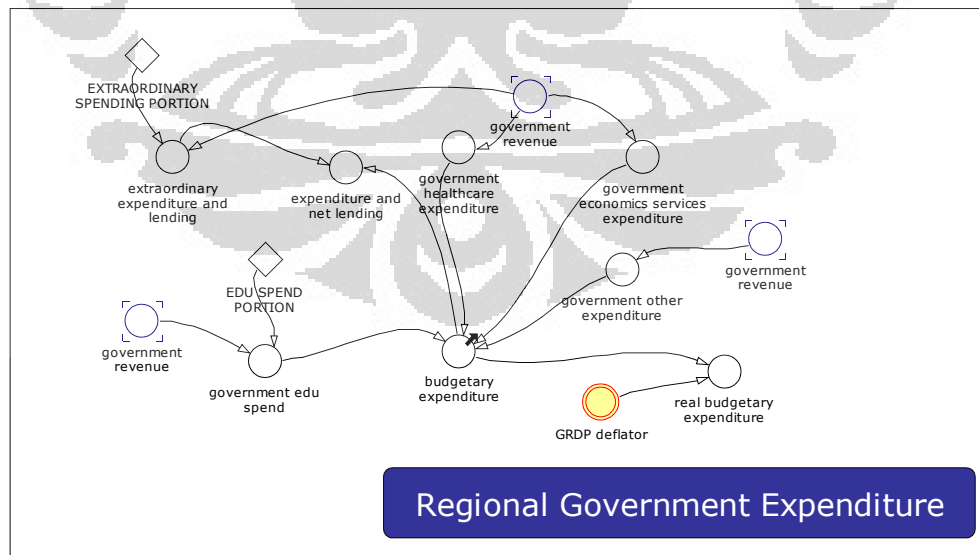 EXTRAORDINARY
SPENDING PORTION
government
revenue
extraordinary
expenditure and
lending
expenditure and
net lending
government
healthcare
expenditure
government
economics services
expenditure
government
revenue
EDU SPEND
PORTION
government other
expenditure
government
revenue
government edu
spend
budgetary
expenditure
real budgetary
expenditure
GRDP deflator
Regional Government Expenditure